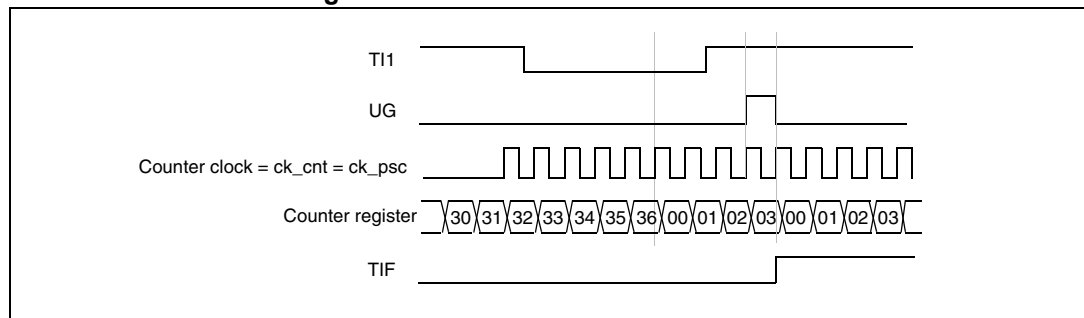 g
TI1
UG
Counter clock = ck_cnt = ck_psc
Counter register 30 31 32 33 34 35 36 00 01 02 03 00 01 02 03
TIF